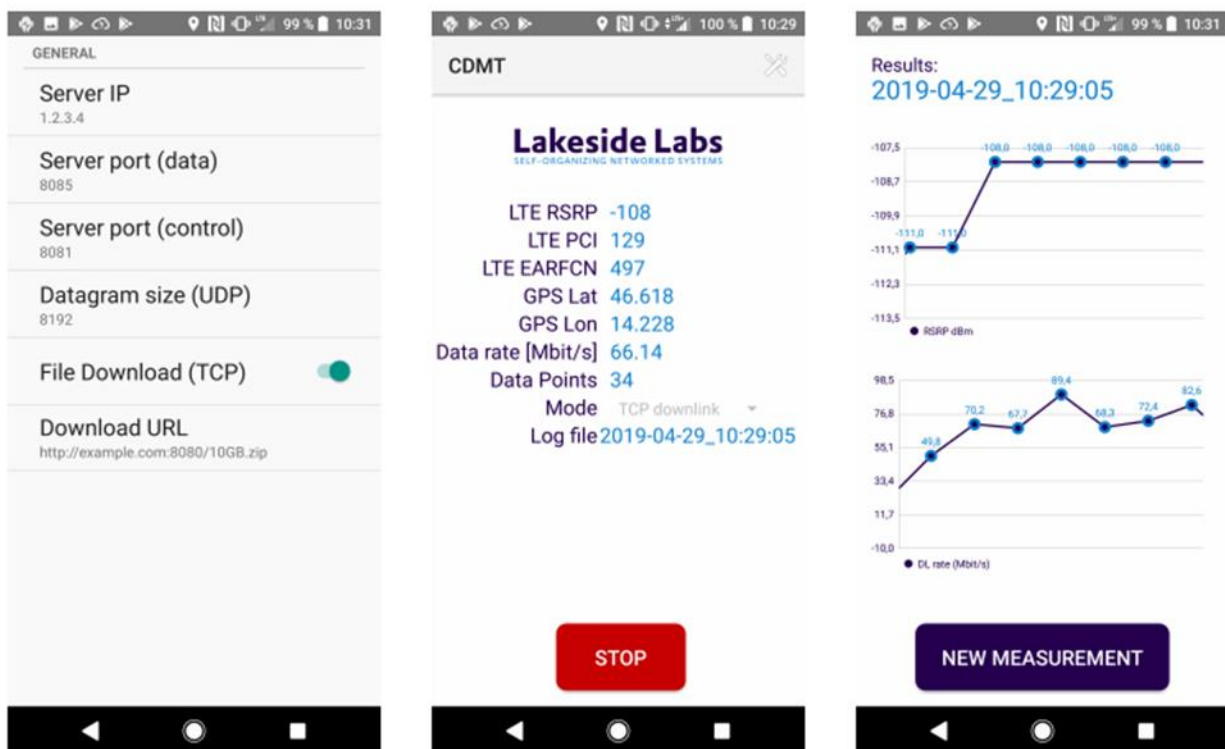 99 % 10:31
GENERAL
Server IP
1.2.3.4
Server port (data)
8085
Server port (control)
8081
Datagram size (UDP)
8192
File Download (TCP)
Download URL
http://example.com:8080/10GB.zip
LTE+ 100 % 10:29
CDMT
Lakeside Labs
SELF-ORGANIZING NETWORKED SYSTEMS
LTE RSRP -108
LTE PCI 129
LTE EARFCN 497
GPS Lat 46.618
GPS Lon 14.228
Data rate [Mbit/s] 66.14
Data Points 34
Mode TCP downlink
Log file 2019-04-29_10:29:05
STOP
99 % 10:31
Results:
2019-04-29_10:29:05
-107,5
-108,0 -108,0 -108,0 -108,0 -108,0
-108,7
-109,9
-111,0 -111,0
-111,1
-112,3
-113,5
RSRP dBm
98,5
89,4
82,6
76,8
70,2 67,7 68,3 72,4
55,1
49,8
33,4
11,7
-10,0
DL rate (Mbit/s)
NEW MEASUREMENT